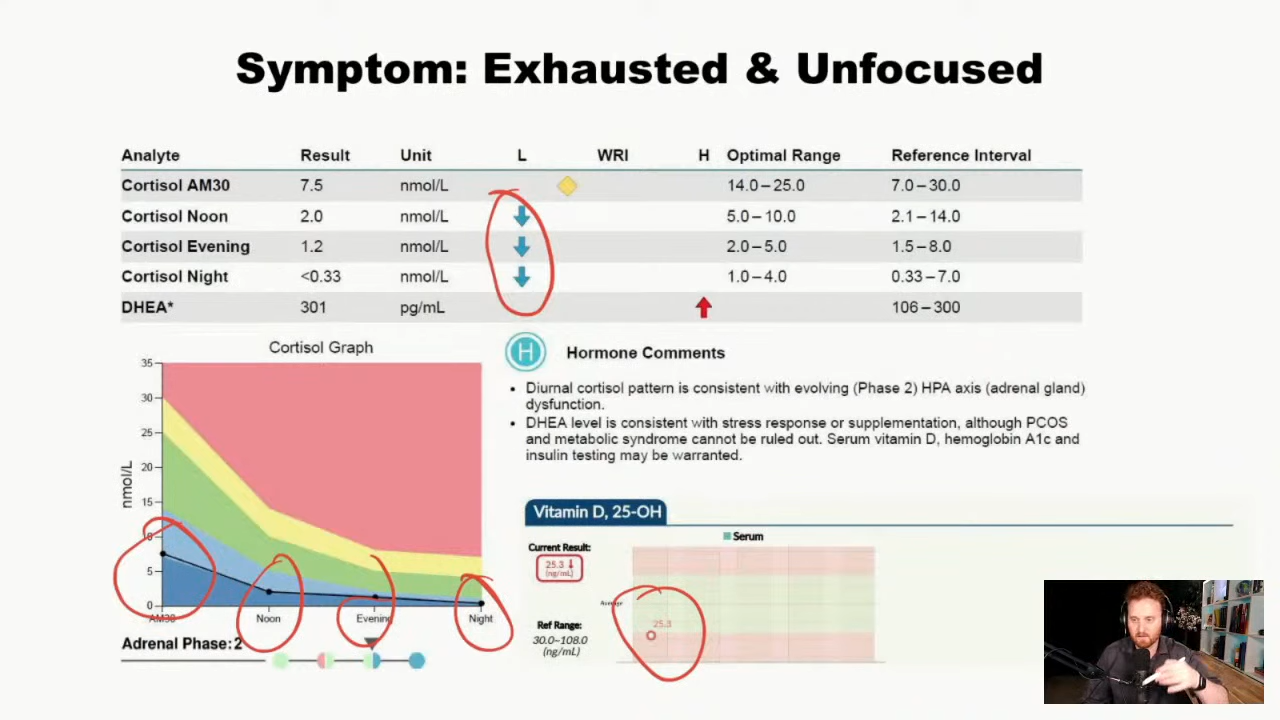 Symptom: Exhausted & Unfocused
Analyte Result Unit L WRI H Optimal Range Reference Interval
Cortisol AM30 7.5 nmol/L 14.0–25.0 7.0–30.0
Cortisol Noon 2.0 nmol/L 5.0–10.0 2.1–14.0
Cortisol Evening 1.2 nmol/L 2.0–5.0 1.5–8.0
Cortisol Night <0.33 nmol/L 1.0–4.0 0.33–7.0
DHEA* 301 pg/mL 106–300
Cortisol Graph
35
30
25
20
15
5
0
nmol/L
AM30 Noon Evening Night
Adrenal Phase: 2
H Hormone Comments
• Diurnal cortisol pattern is consistent with evolving (Phase 2) HPA axis (adrenal gland)
dysfunction.
• DHEA level is consistent with stress response or supplementation, although PCOS
and metabolic syndrome cannot be ruled out. Serum vitamin D, hemoglobin A1c and
insulin testing may be warranted.
Vitamin D, 25-OH
Serum
Current Result:
25.3
(ng/mL)
Average
25.3
Ref Range:
30.0–108.0
(ng/mL)